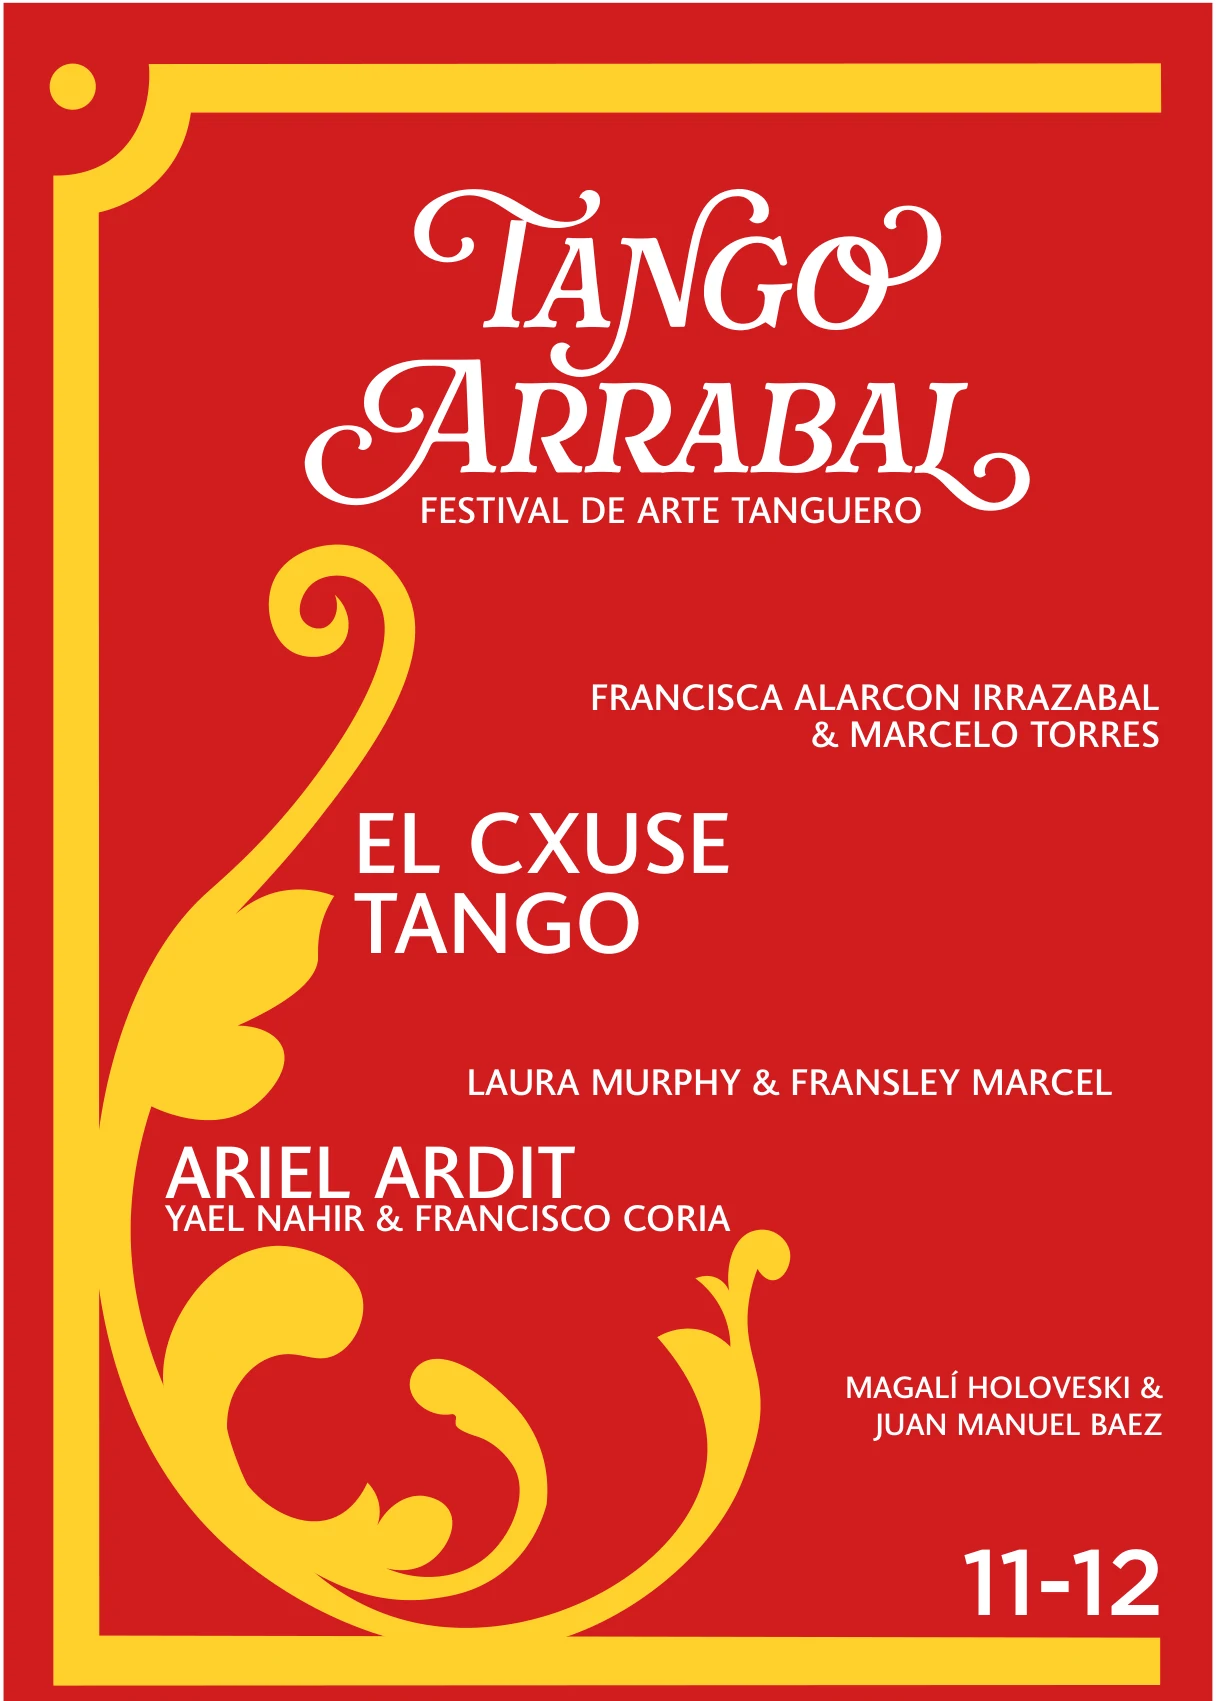 TANGO
ARRABAL
FESTIVAL DE ARTE TANGUERO
FRANCISCA ALARCON IRRAZABAL
& MARCELO TORRES
EL CXUSE
TANGO
LAURA MURPHY & FRANSLEY MARCEL
ARIEL ARDIT
YAEL NAHIR & FRANCISCO CORIA
MAGALÍ HOLOVESKI &
JUAN MANUEL BAEZ
11-12